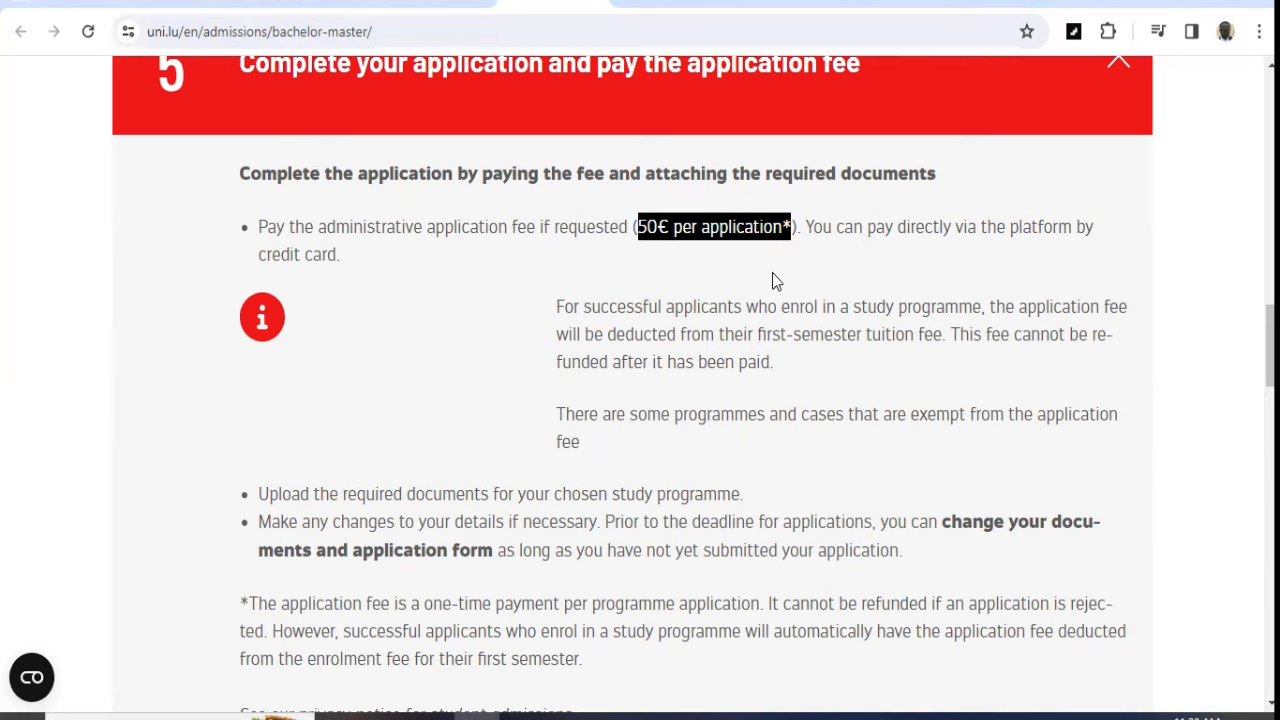 uni.lu/en/admissions/bachelor-master/
5 Complete your application and pay the application fee
Complete the application by paying the fee and attaching the required documents
• Pay the administrative application fee if requested (50€ per application*). You can pay directly via the platform by
credit card.
For successful applicants who enrol in a study programme, the application fee
will be deducted from their first-semester tuition fee. This fee cannot be re-
funded after it has been paid.
There are some programmes and cases that are exempt from the application
fee
• Upload the required documents for your chosen study programme.
• Make any changes to your details if necessary. Prior to the deadline for applications, you can change your docu-
ments and application form as long as you have not yet submitted your application.
*The application fee is a one-time payment per programme application. It cannot be refunded if an application is rejec-
ted. However, successful applicants who enrol in a study programme will automatically have the application fee deducted
from the enrolment fee for their first semester.
See our privacy notice for student admissions